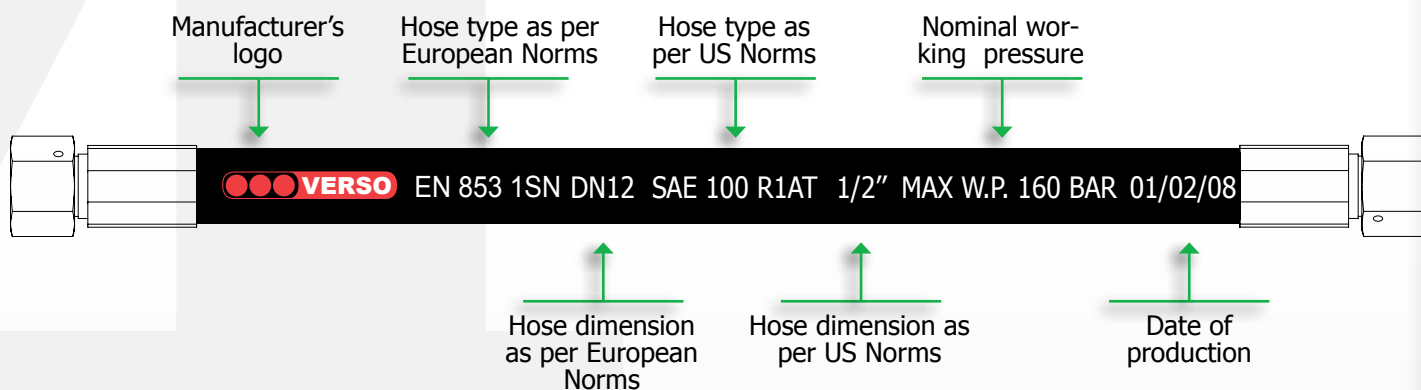 Manufacturer's
logo
Hose type as per
European Norms
Hose type as
per US Norms
Nominal wor-
king pressure
VERSO EN 853 1SN DN12 SAE 100 R1AT 1/2” MAX W.P. 160 BAR 01/02/08
Hose dimension
as per European
Norms
Hose dimension as
per US Norms
Date of
production